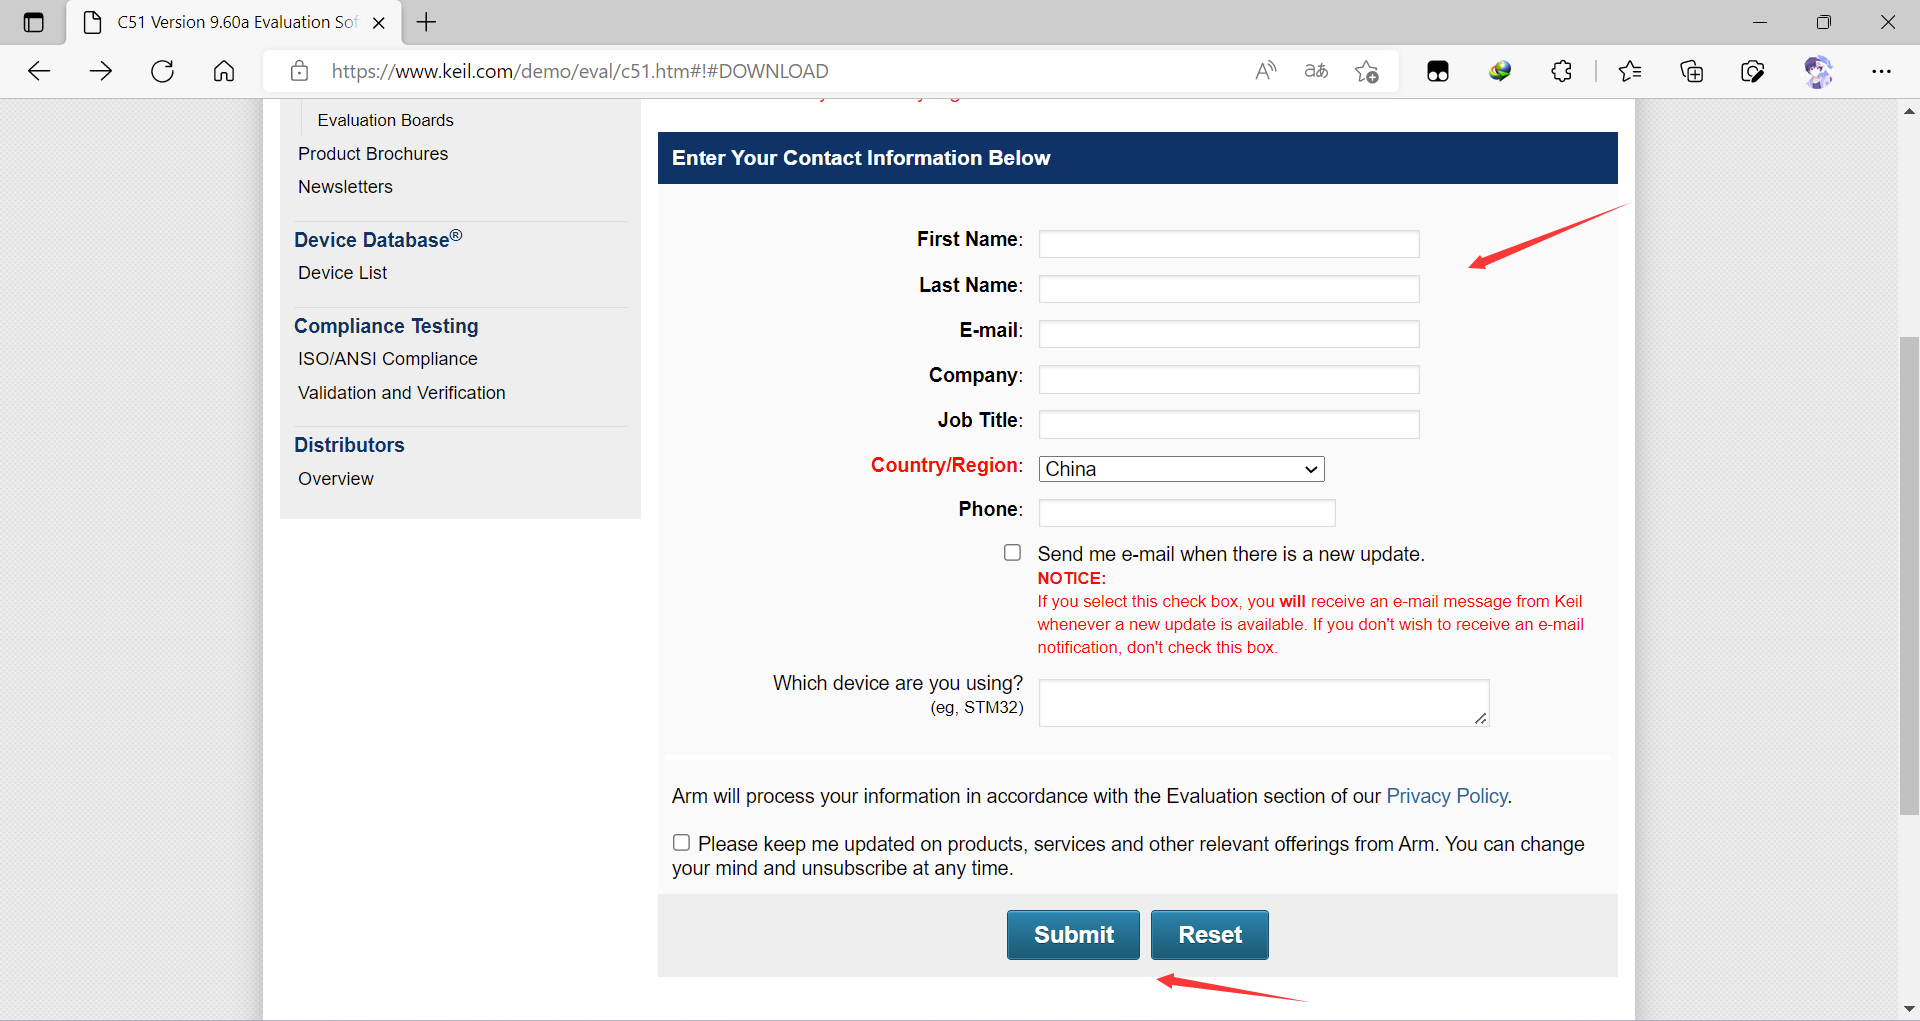 C51 Version 9.60a Evaluation Sof
https://www.keil.com/demo/eval/c51.htm#!#DOWNLOAD
Evaluation Boards
Product Brochures
Newsletters
Device Database®
Device List
Compliance Testing
ISO/ANSI Compliance
Validation and Verification
Distributors
Overview
Enter Your Contact Information Below
First Name:
Last Name:
E-mail:
Company:
Job Title:
Country/Region: China
Phone:
Send me e-mail when there is a new update.
NOTICE:
If you select this check box, you will receive an e-mail message from Keil
whenever a new update is available. If you don't wish to receive an e-mail
notification, don't check this box.
Which device are you using?
(eg, STM32)
Arm will process your information in accordance with the Evaluation section of our Privacy Policy.
Please keep me updated on products, services and other relevant offerings from Arm. You can change
your mind and unsubscribe at any time.
Submit Reset